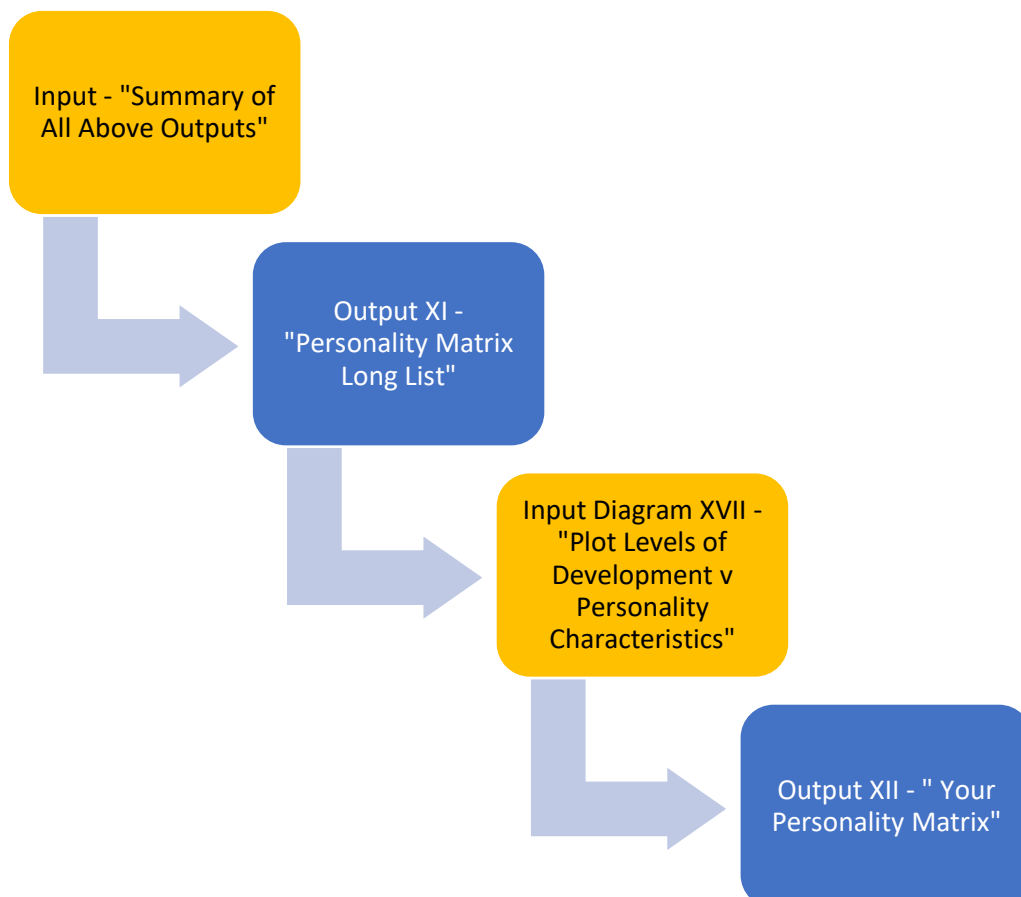 Input - "Summary of
All Above Outputs"
Output XI -
"Personality Matrix
Long List"
Input Diagram XVII -
"Plot Levels of
Development v
Personality
Characteristics"
Output XII - " Your
Personality Matrix"